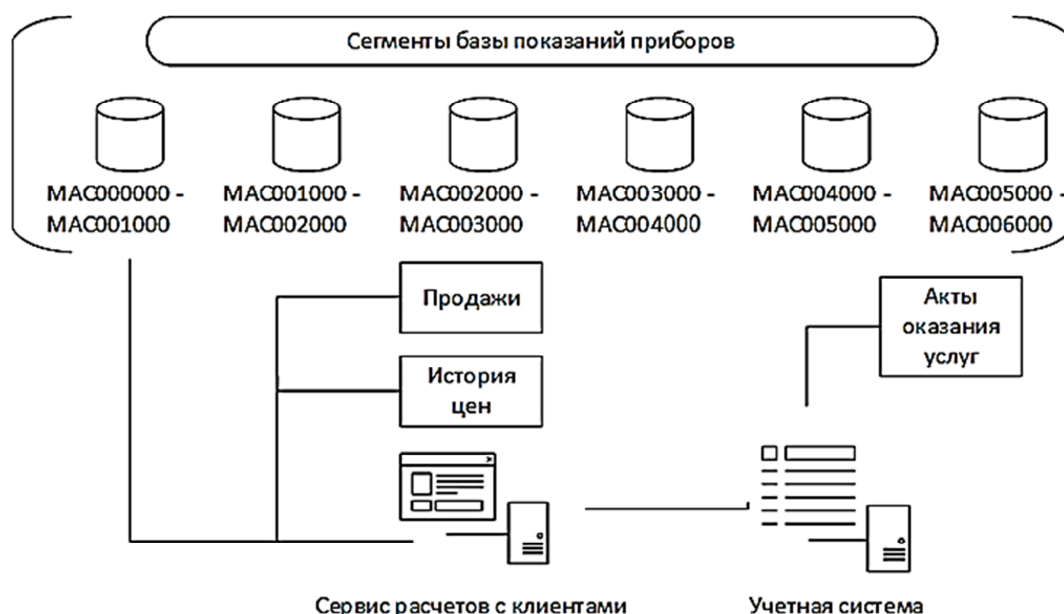 Сегменты базы показаний приборов
MAC000000 -
MAC001000
MAC001000 -
MAC002000
MAC002000 -
MAC003000
MAC003000 -
MAC004000
MAC004000 -
MAC005000
MAC005000 -
MAC006000
Продажи
История
цен
Акты
оказания
услуг
Сервис расчетов с клиентами
Учетная система